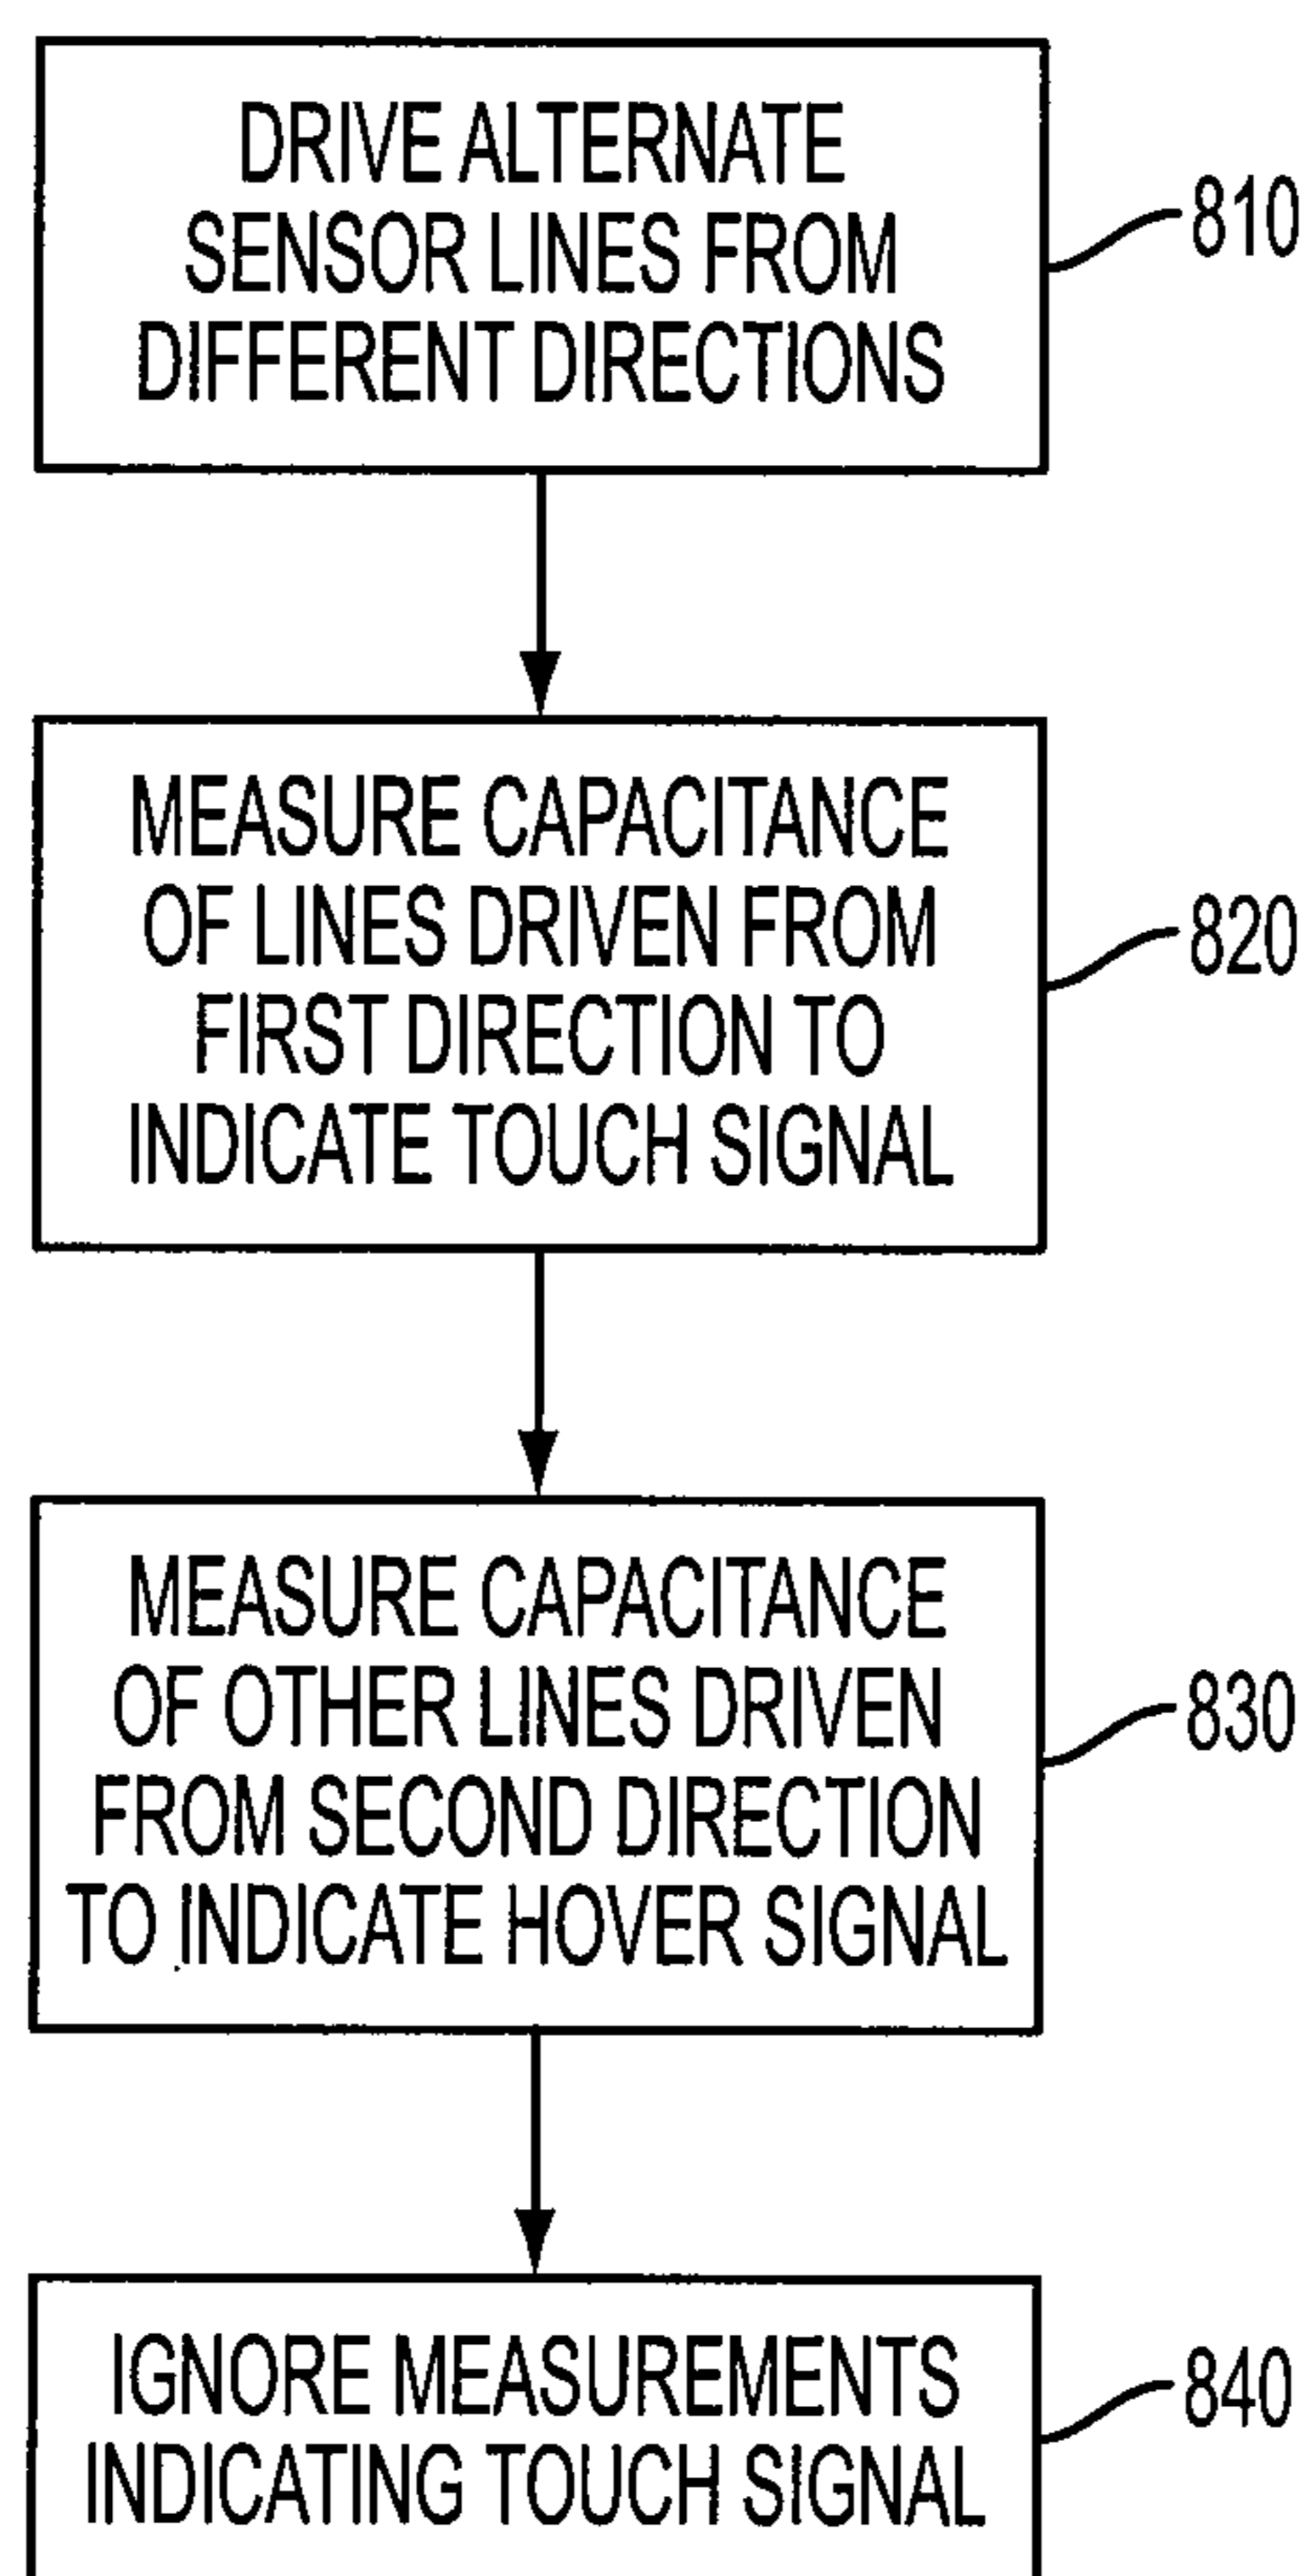 DRIVE ALTERNATE
SENSOR LINES FROM
DIFFERENT DIRECTIONS
810
MEASURE CAPACITANCE
OF LINES DRIVEN FROM
FIRST DIRECTION TO
INDICATE TOUCH SIGNAL
820
MEASURE CAPACITANCE
OF OTHER LINES DRIVEN
FROM SECOND DIRECTION
TO INDICATE HOVER SIGNAL
830
IGNORE MEASUREMENTS
INDICATING TOUCH SIGNAL
840